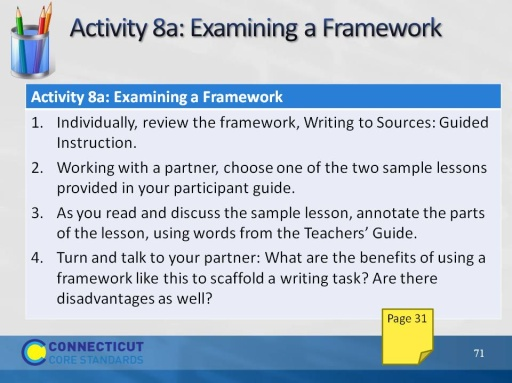 Activity 8a: Examining a Framework
Activity 8a: Examining a Framework
1. Individually, review the framework, Writing to Sources: Guided
Instruction.
2. Working with a partner, choose one of the two sample lessons
provided in your participant guide.
3. As you read and discuss the sample lesson, annotate the parts
of the lesson, using words from the Teachers’ Guide.
4. Turn and talk to your partner: What are the benefits of using a
framework like this to scaffold a writing task? Are there
disadvantages as well?
Page 31
CONNECTICUT
CORE STANDARDS
71